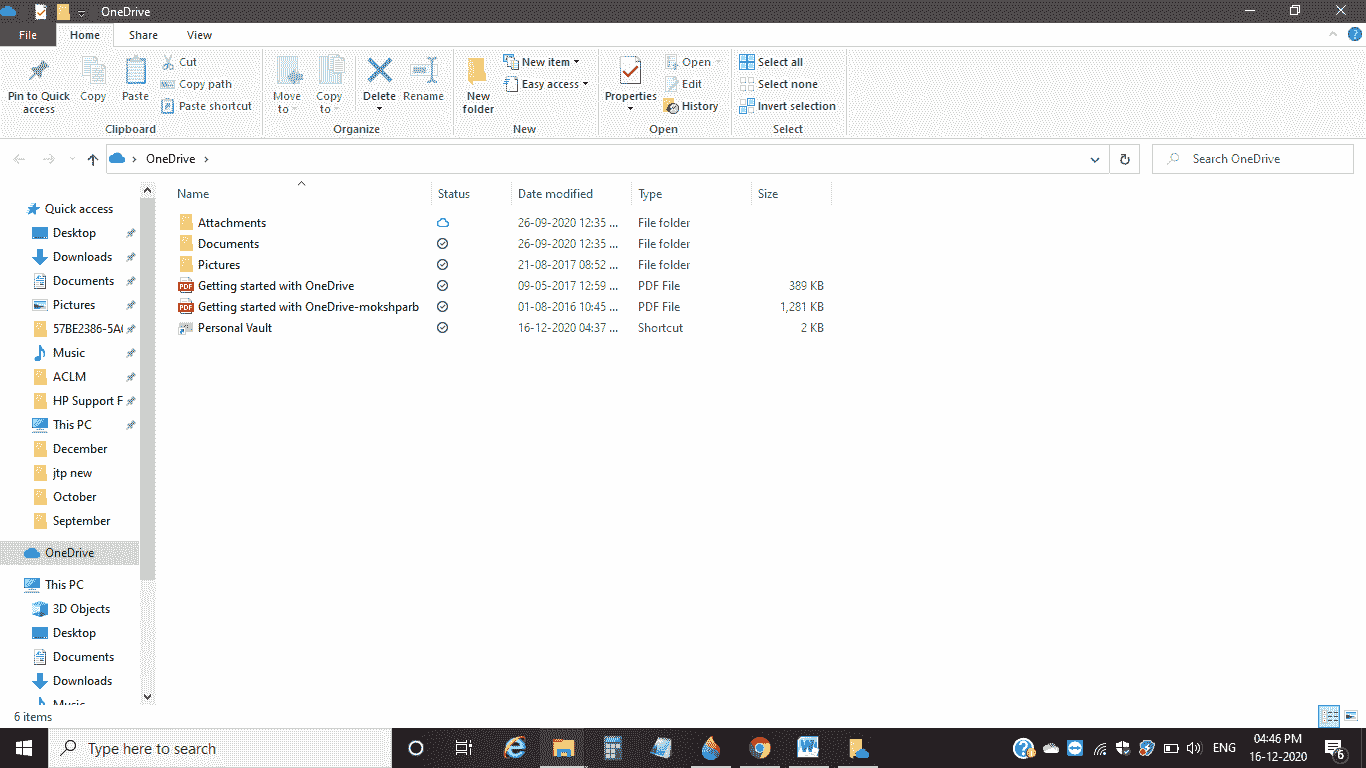 OneDrive
File Home Share View
Pin to Quick access
Copy
Paste
Cut
Copy path
Paste shortcut
Clipboard
Move to
Copy to
Delete
Rename
Organize
New folder
New item
Easy access
New
Properties
Open
Edit
History
Open
Select all
Select none
Invert selection
Select
OneDrive
Search OneDrive
Quick access
Desktop
Downloads
Documents
Pictures
57BE2386-5A
Music
ACLM
HP Support F
This PC
December
jtp new
October
September
OneDrive
This PC
3D Objects
Desktop
Documents
Downloads
Music
Name Status Date modified Type Size
Attachments 26-09-2020 12:35 ... File folder
Documents 26-09-2020 12:35 ... File folder
Pictures 21-08-2017 08:52 ... File folder
PDF Getting started with OneDrive 09-05-2017 12:59 ... PDF File 389 KB
PDF Getting started with OneDrive-mokshparb 01-08-2016 10:45 ... PDF File 1,281 KB
Personal Vault 16-12-2020 04:37 ... Shortcut 2 KB
6 items
Type here to search
ENG
04:46 PM
16-12-2020
6